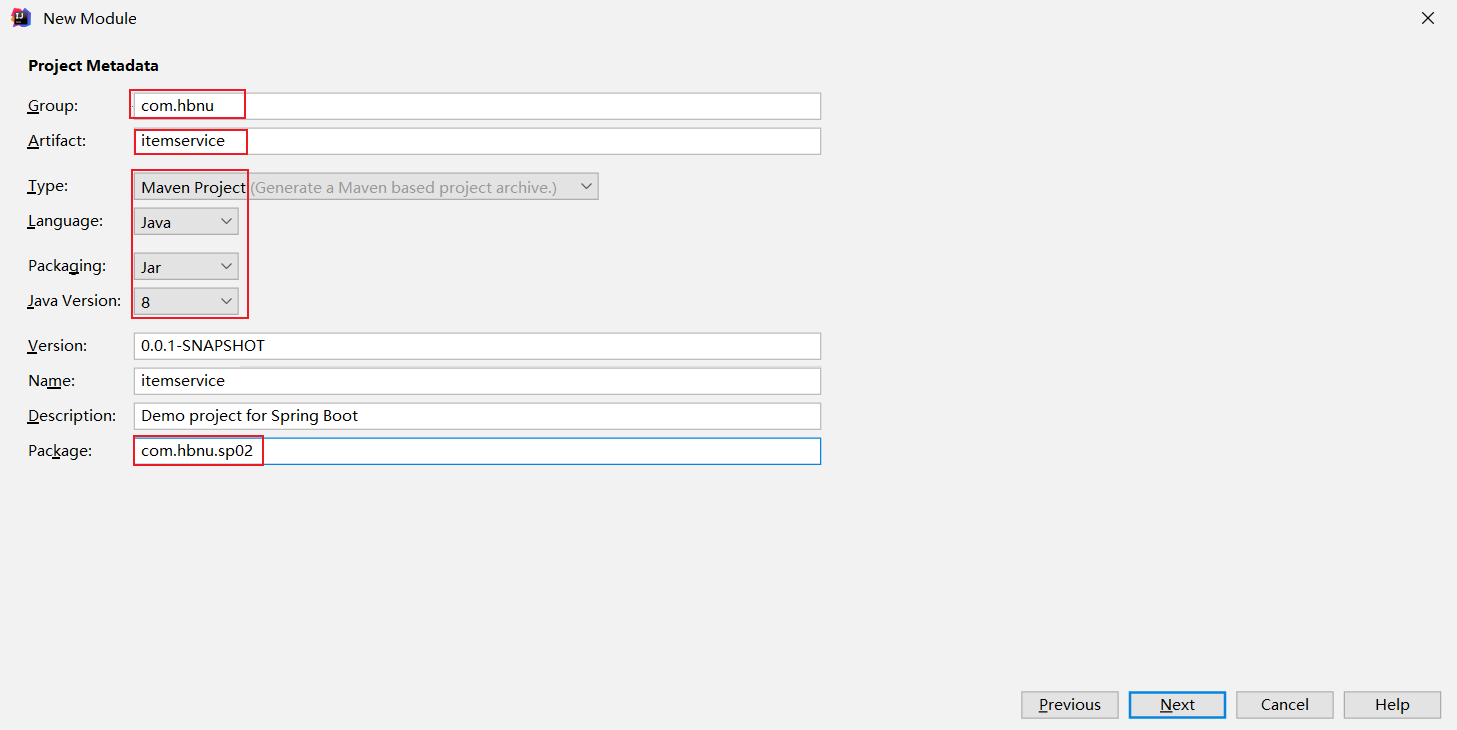 New Module
Project Metadata
Group: com.hbnu
Artifact: itemservice
Type: Maven Project (Generate a Maven based project archive.)
Language: Java
Packaging: Jar
Java Version: 8
Version: 0.0.1-SNAPSHOT
Name: itemservice
Description: Demo project for Spring Boot
Package: com.hbnu.sp02
Previous Next Cancel Help